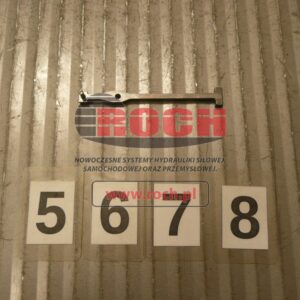 ROCH
NOWOCZESNE SYSTEMY HYDRAULIKI SIŁOWEJ
SAMOCHODOWEJ ORAZ PRZEMYSŁOWEJ.
www.roch.pl
5 6 7 8